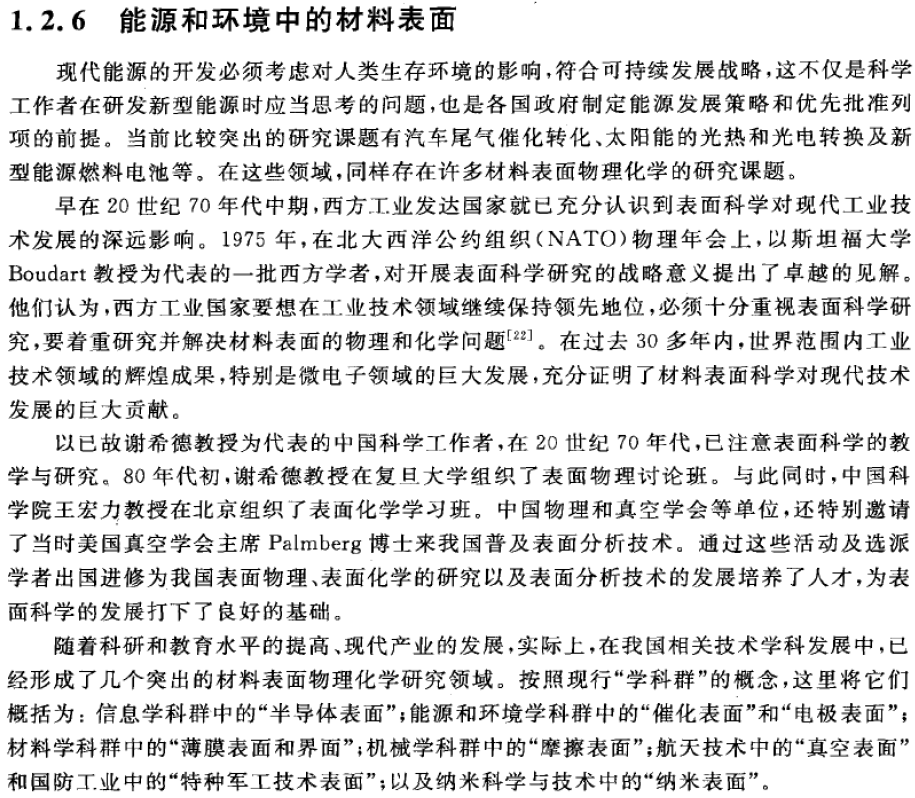 1.2.6 能源和环境中的材料表面
现代能源的开发必须考虑对人类生存环境的影响,符合可持续发展战略,这不仅是科学
工作者在研发新型能源时应当思考的问题,也是各国政府制定能源发展策略和优先批准列
项的前提。当前比较突出的研究课题有汽车尾气催化转化、太阳能的光热和光电转换及新
型能源燃料电池等。在这些领域,同样存在许多材料表面物理化学的研究课题。
早在 20 世纪 70 年代中期,西方工业发达国家就已充分认识到表面科学对现代工业技
术发展的深远影响。1975 年,在北大西洋公约组织(NATO)物理年会上,以斯坦福大学
Boudart 教授为代表的一批西方学者,对开展表面科学研究的战略意义提出了卓越的见解。
他们认为,西方工业国家要想在工业技术领域继续保持领先地位,必须十分重视表面科学研
究,要着重研究并解决材料表面的物理和化学问题[22]。在过去 30 多年内,世界范围内工业
技术领域的辉煌成果,特别是微电子领域的巨大发展,充分证明了材料表面科学对现代技术
发展的巨大贡献。
以已故谢希德教授为代表的中国科学工作者,在 20 世纪 70 年代,已注意表面科学的教
学与研究。80 年代初,谢希德教授在复旦大学组织了表面物理讨论班。与此同时,中国科
学院王宏力教授在北京组织了表面化学学习班。中国物理和真空学会等单位,还特别邀请
了当时美国真空学会主席 Palmberg 博士来我国普及表面分析技术。通过这些活动及选派
学者出国进修为我国表面物理、表面化学的研究以及表面分析技术的发展培养了人才,为表
面科学的发展打下了良好的基础。
随着科研和教育水平的提高、现代产业的发展,实际上,在我国相关技术学科发展中,已
经形成了几个突出的材料表面物理化学研究领域。按照现行“学科群”的概念,这里将它们
概括为:信息学科群中的“半导体表面”;能源和环境学科群中的“催化表面”和“电极表面”;
材料学科群中的“薄膜表面和界面”;机械学科群中的“摩擦表面”;航天技术中的“真空表面”
和国防工业中的“特种军工技术表面”;以及纳米科学与技术中的“纳米表面”。